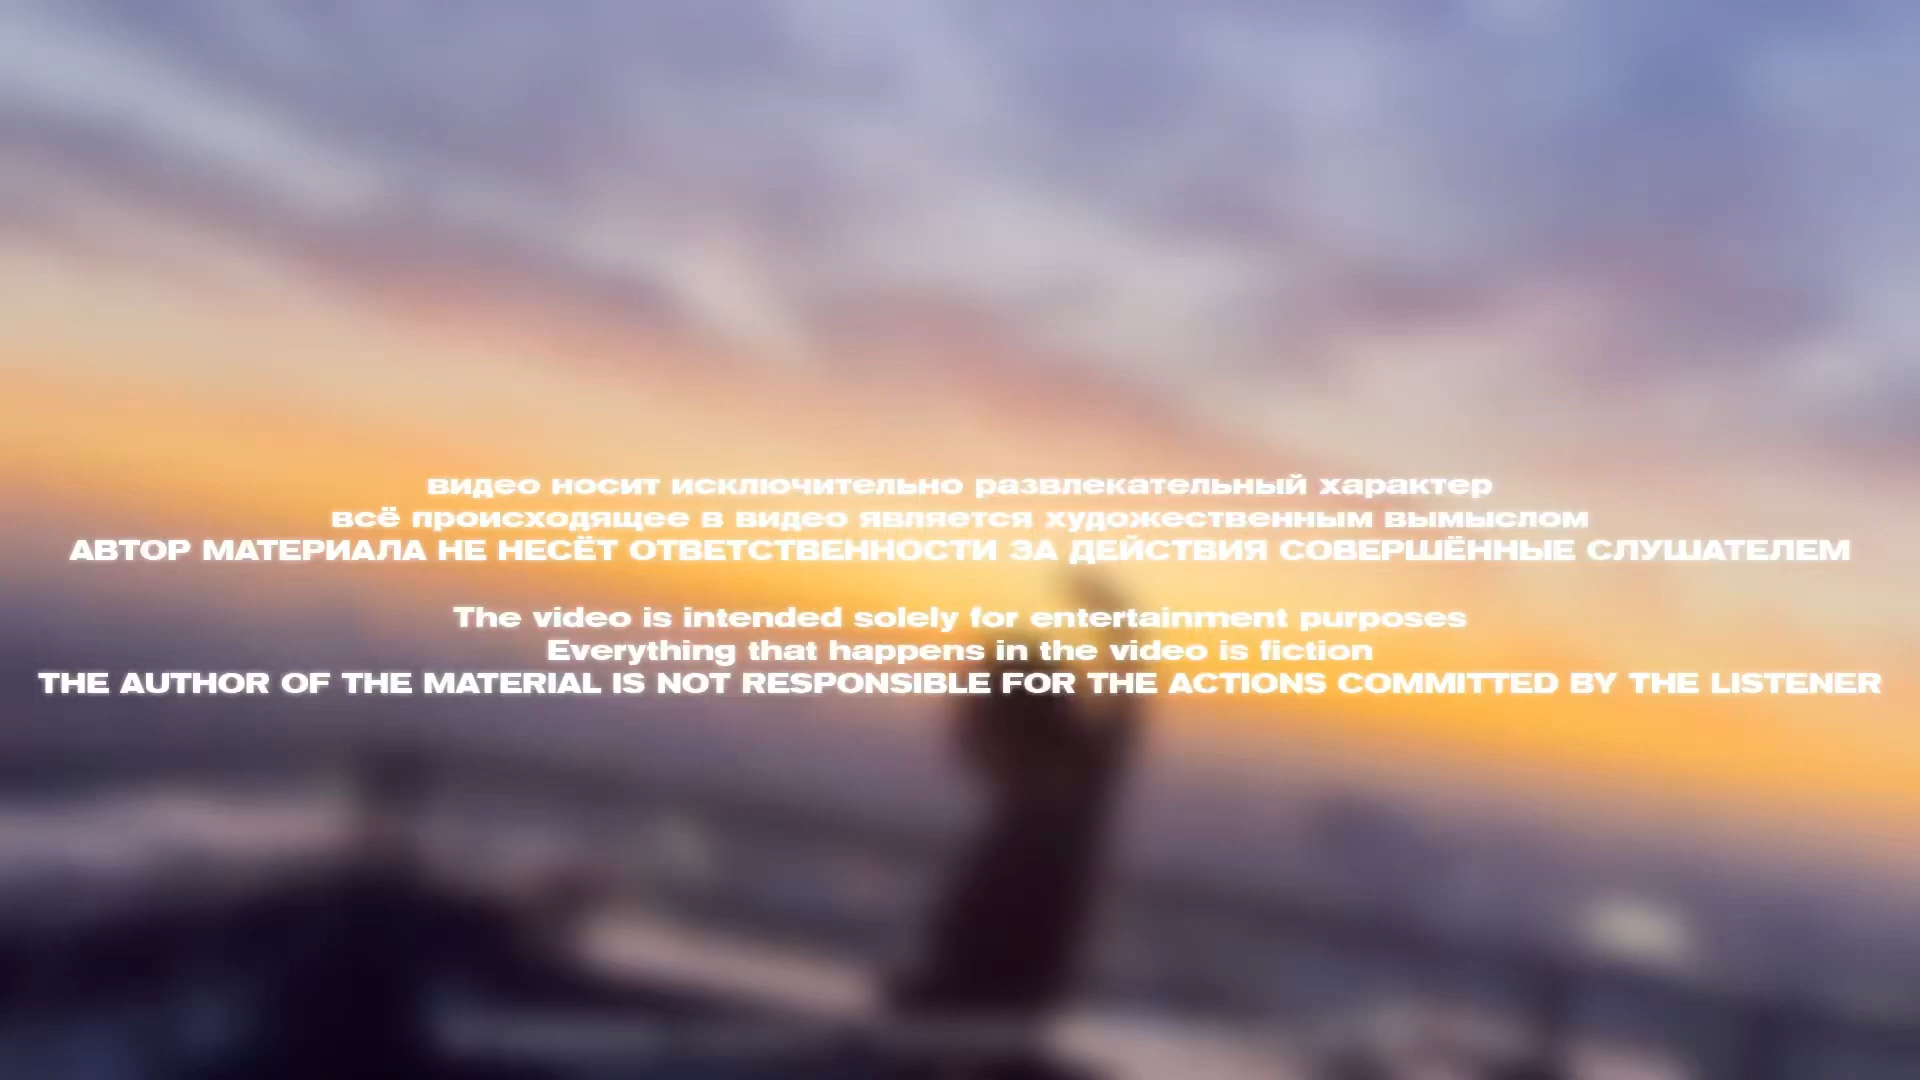 видео носит исключительно развлекательный характер
всё происходящее в видео является художественным вымыслом
АВТОР МАТЕРИАЛА НЕ НЕСЁТ ОТВЕТСТВЕННОСТИ ЗА ДЕЙСТВИЯ СОВЕРШЁННЫЕ СЛУШАТЕЛЕМ
The video is intended solely for entertainment purposes
Everything that happens in the video is fiction
THE AUTHOR OF THE MATERIAL IS NOT RESPONSIBLE FOR THE ACTIONS COMMITTED BY THE LISTENER